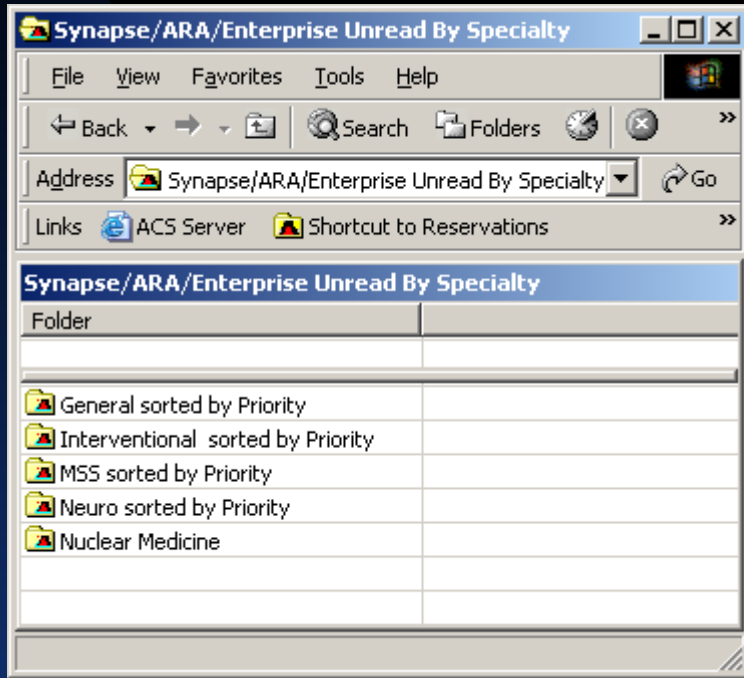 Synapse/ARA/Enterprise Unread By Specialty
File View Favorites Tools Help
Back Search Folders »
Address Synapse/ARA/Enterprise Unread By Specialty Go
Links ACS Server Shortcut to Reservations »
Synapse/ARA/Enterprise Unread By Specialty
Folder
General sorted by Priority
Interventional  sorted by Priority
MSS sorted by Priority
Neuro sorted by Priority
Nuclear Medicine